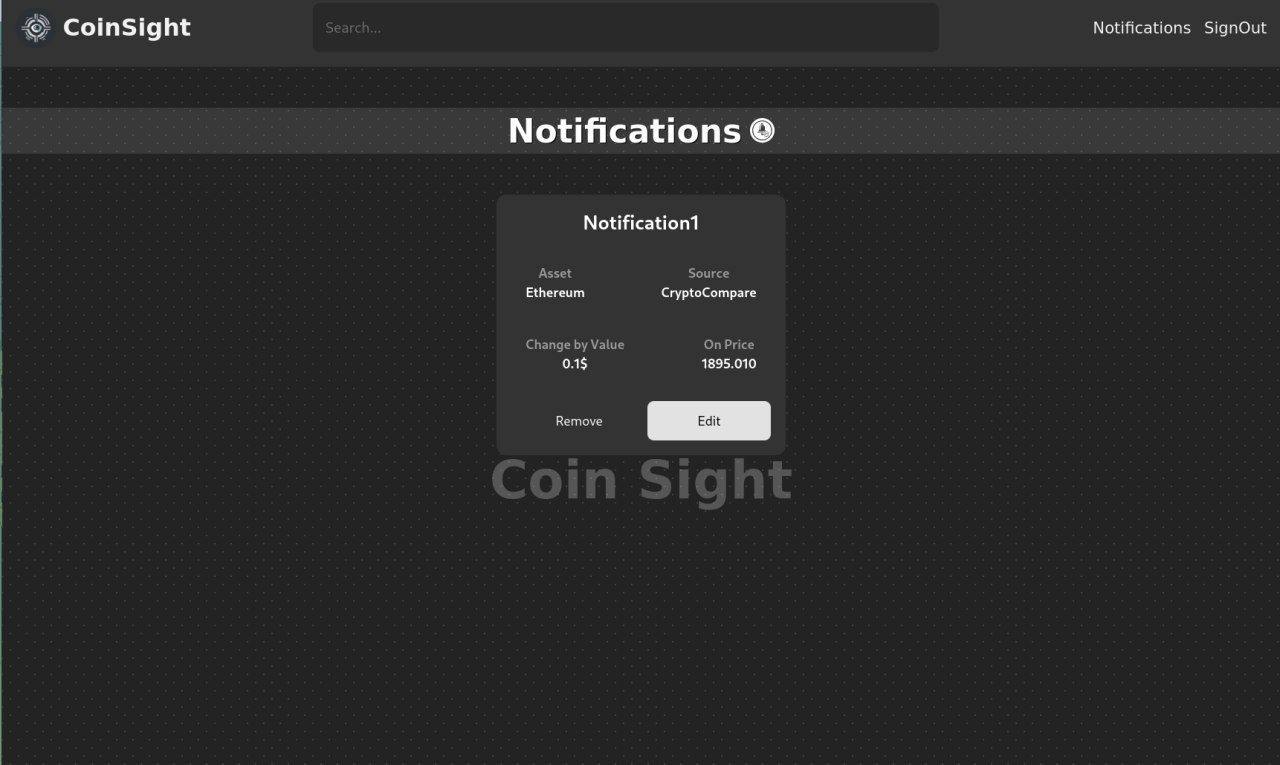 CoinSight
Search...
Notifications SignOut
Notifications
Notification1
Asset Source
Ethereum CryptoCompare
Change by Value On Price
0.1$ 1895.010
Remove Edit
Coin Sight